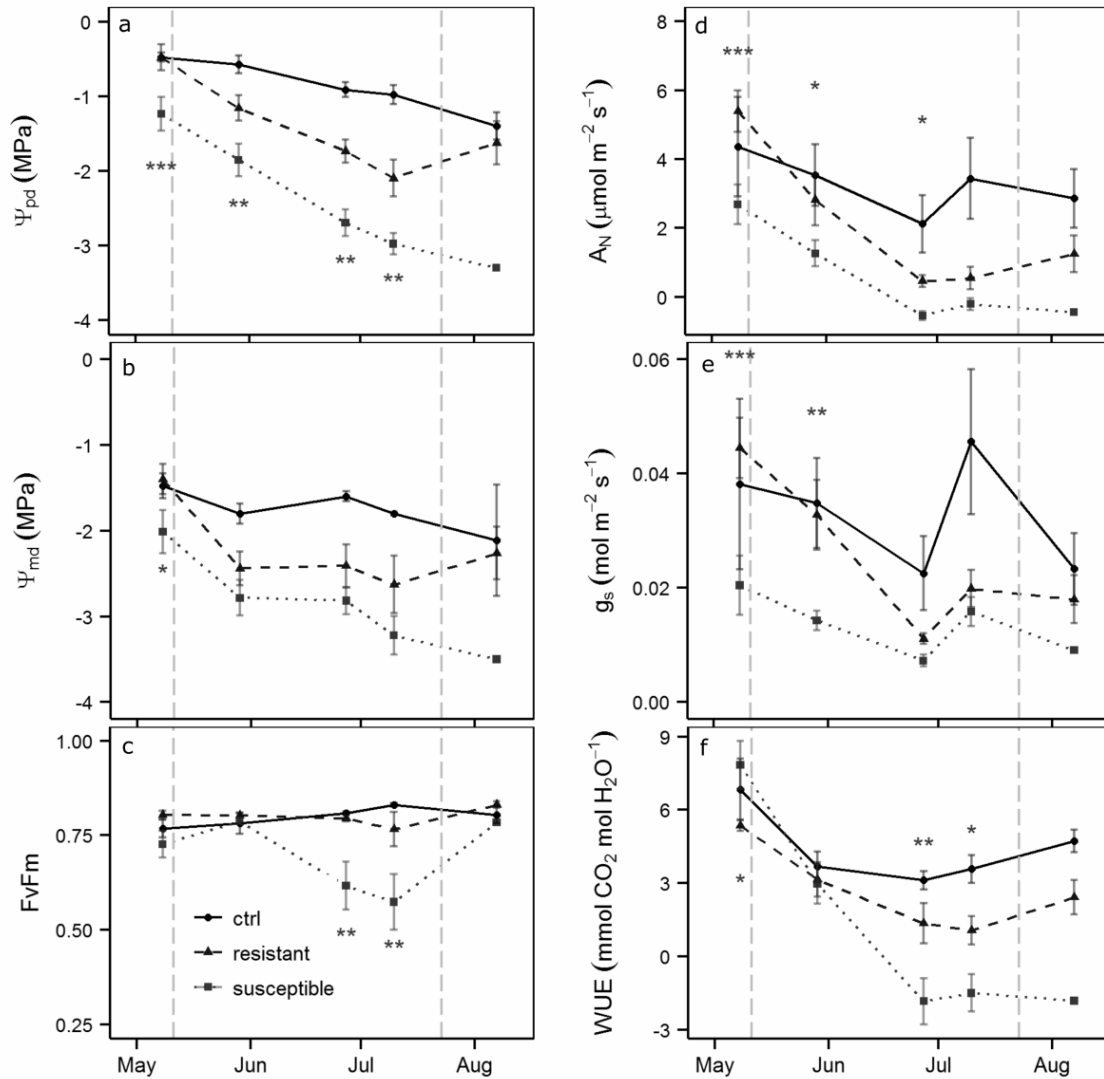 a
0
-1
-2
-3
-4
Ψpd (MPa)
***
**
**
**
b
0
-1
-2
-3
-4
Ψmd (MPa)
*
c
1.00
0.75
0.50
0.25
FvFm
ctrl
resistant
susceptible
**
**
May Jun Jul Aug
d
8
6
4
2
0
AN (μmol m⁻² s⁻¹)
***
*
*
e
0.06
0.04
0.02
0.00
gs (mol m⁻² s⁻¹)
***
**
f
9
6
3
0
-3
WUE (mmol CO₂ mol H₂O⁻¹)
*
**
*
May Jun Jul Aug